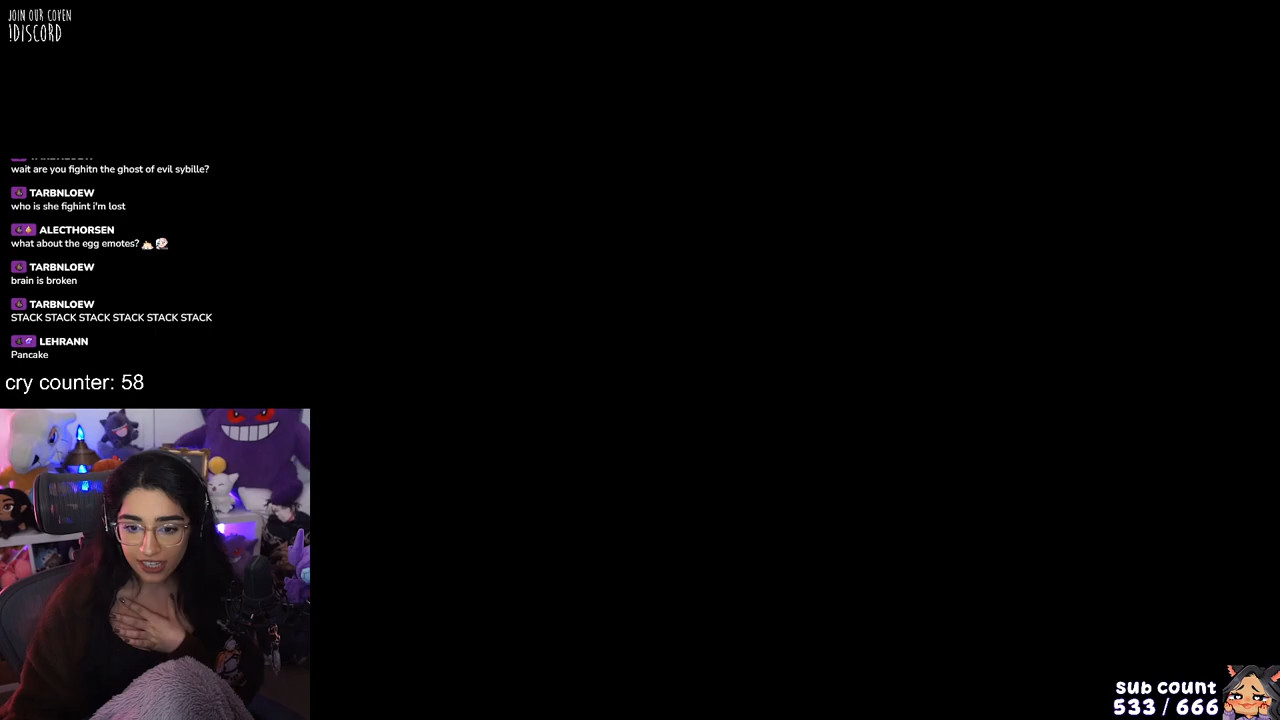 JOIN OUR COVEN
!DISCORD
wait are you fighitn the ghost of evil sybille?
TARBNLOEW
who is she fighint i'm lost
ALECTHORSEN
what about the egg emotes?
TARBNLOEW
brain is broken
TARBNLOEW
STACK STACK STACK STACK STACK STACK
LEHRANN
Pancake
cry counter: 58
sub count
533 / 666